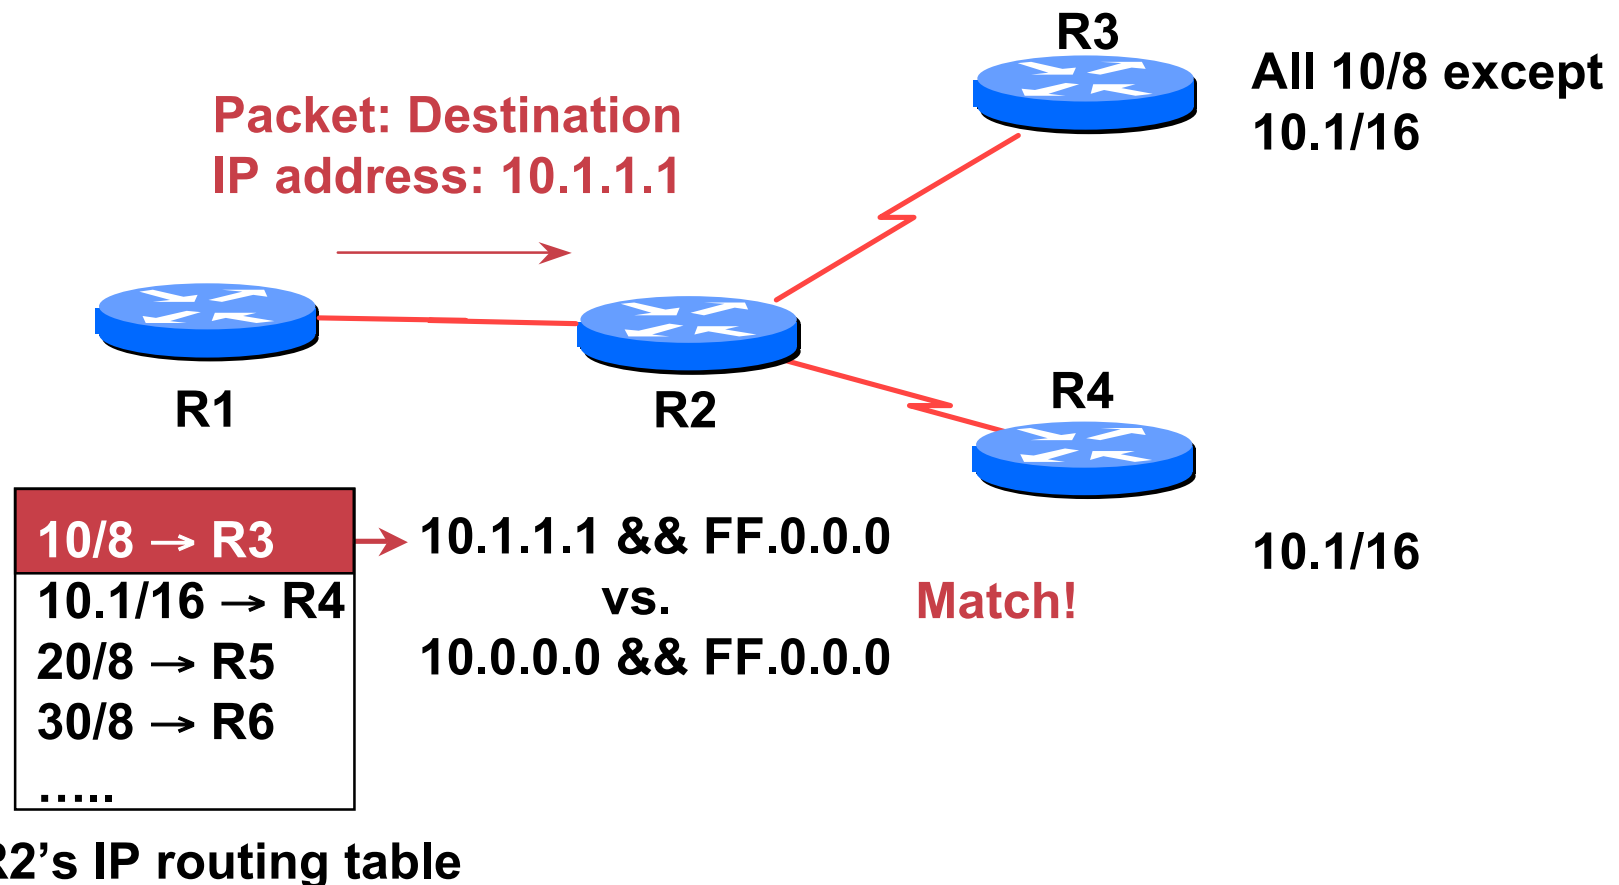 R3
All 10/8 except
10.1/16
Packet: Destination
IP address: 10.1.1.1
R1
R2
R4
10.1/16
10/8 → R3
10.1/16 → R4
20/8 → R5
30/8 → R6
.....
10.1.1.1 && FF.0.0.0
vs.
10.0.0.0 && FF.0.0.0
Match!
R2’s IP routing table